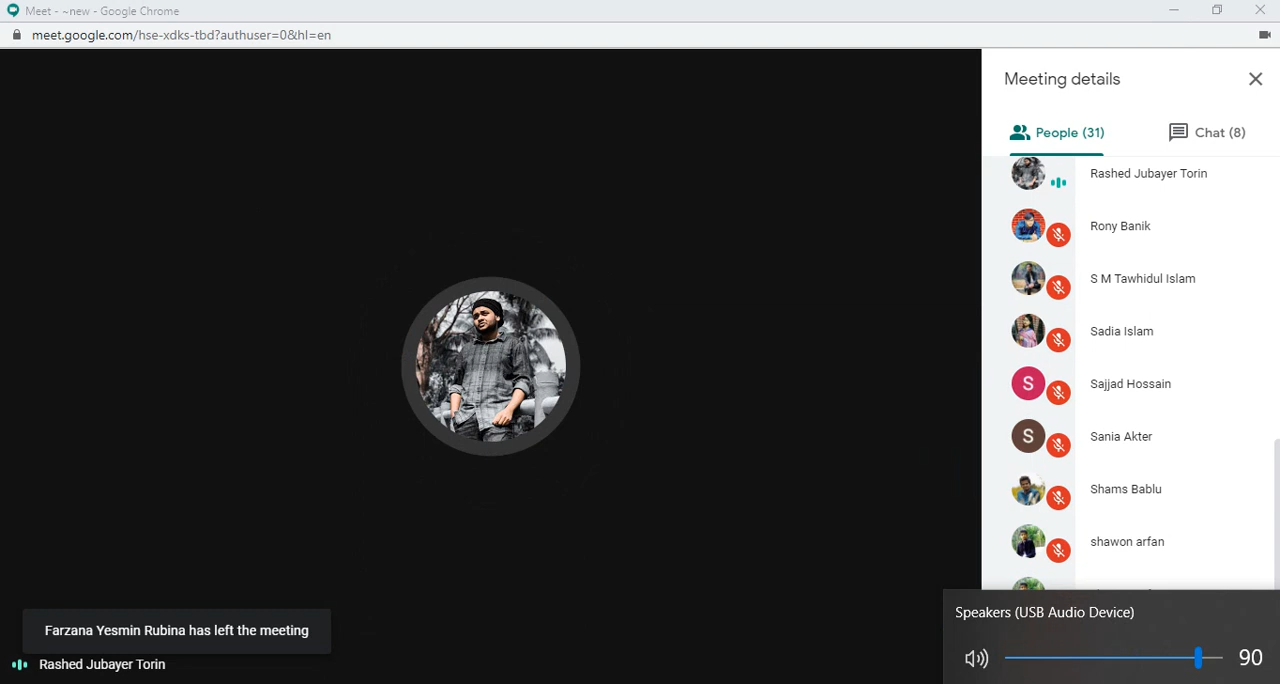 Meet - ~new - Google Chrome
meet.google.com/hse-xdks-tbd?authuser=0&hl=en
Meeting details
People (31)
Chat (8)
Rashed Jubayer Torin
Rony Banik
S M Tawhidul Islam
Sadia Islam
S
Sajjad Hossain
S
Sania Akter
Shams Bablu
shawon arfan
Speakers (USB Audio Device)
90
Farzana Yesmin Rubina has left the meeting
Rashed Jubayer Torin